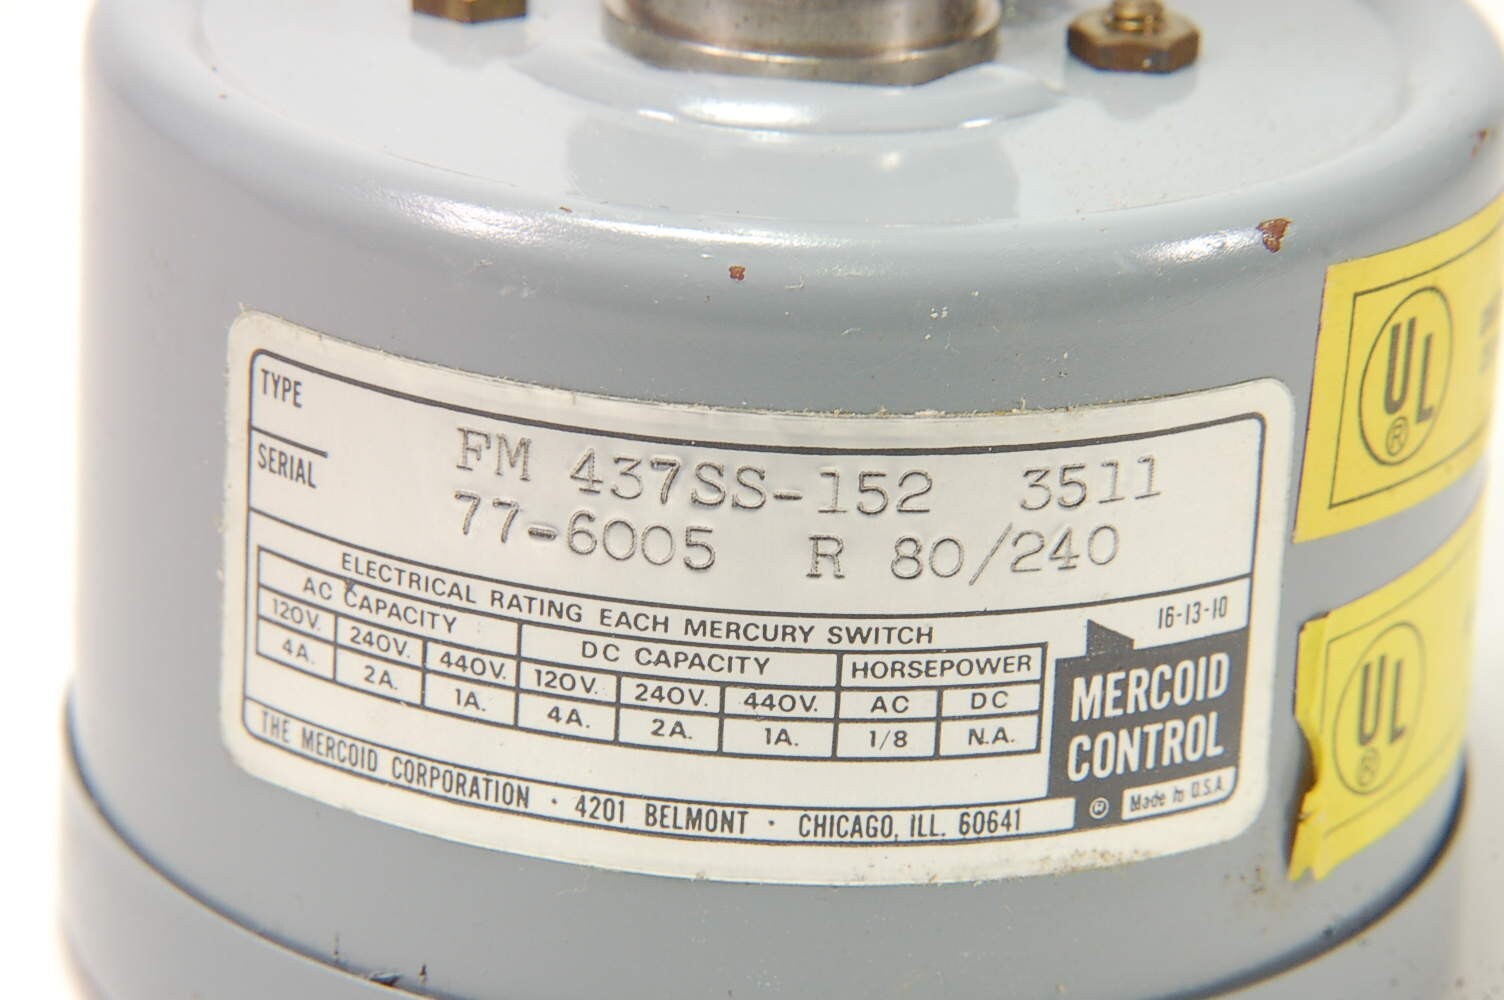 TYPE
FM 437SS-152 3511
SERIAL
77-6005 R 80/240
ELECTRICAL RATING EACH MERCURY SWITCH
AC CAPACITY DC CAPACITY HORSEPOWER
120V. 240V. 440V. 120V. 240V. 440V. AC DC
4A. 2A. 1A. 4A. 2A. 1A. 1/8 N.A.
16-13-10
MERCOID
CONTROL
® Made in U.S.A.
THE MERCOID CORPORATION · 4201 BELMONT · CHICAGO, ILL. 60641
UL
®
UL
®